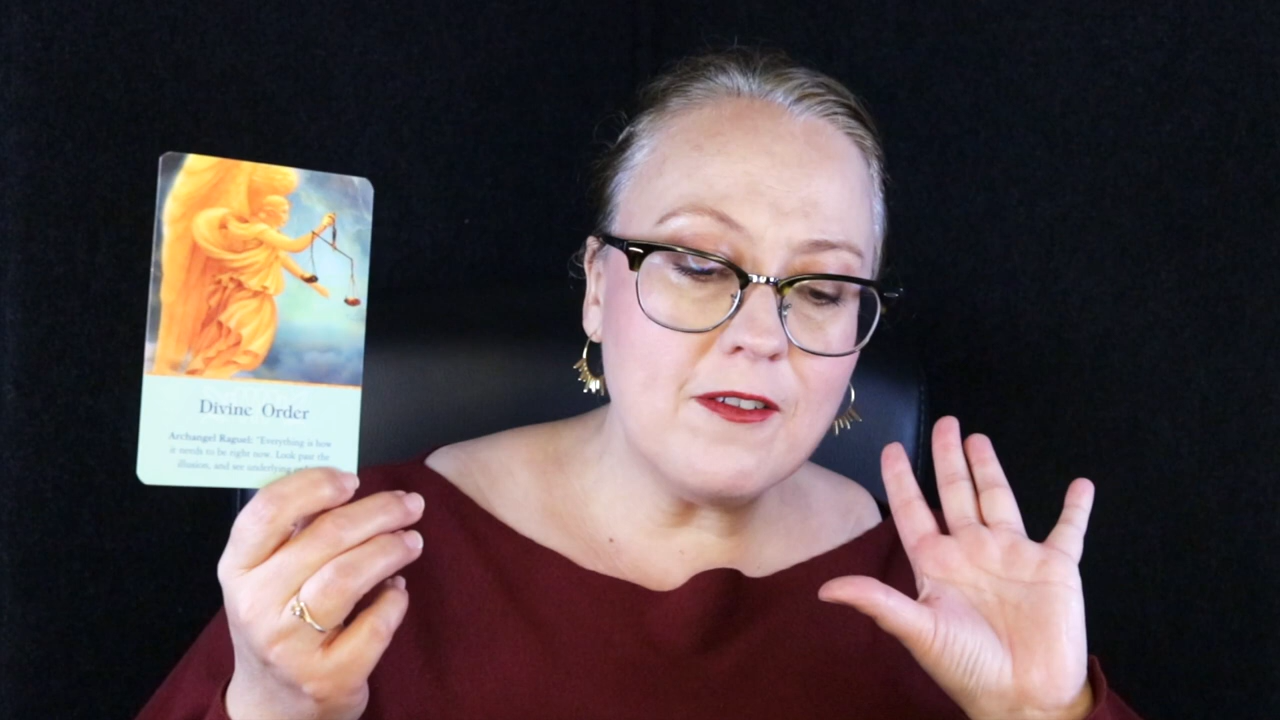 Divine Order
Archangel Raguel: "Everything is how
it needs to be right now. Look past the
illusion, and see underlying